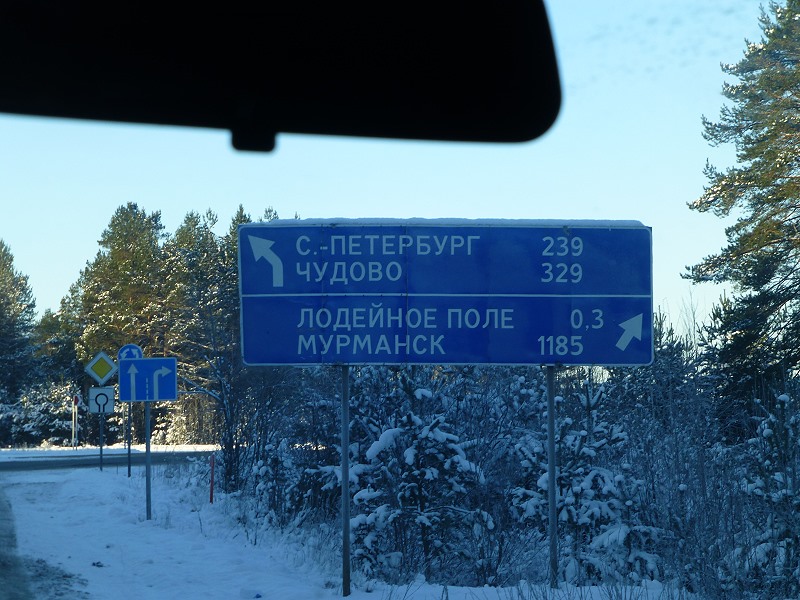 С.-ПЕТЕРБУРГ 239
ЧУДОВО 329
ЛОДЕЙНОЕ ПОЛЕ 0.3
МУРМАНСК 1185